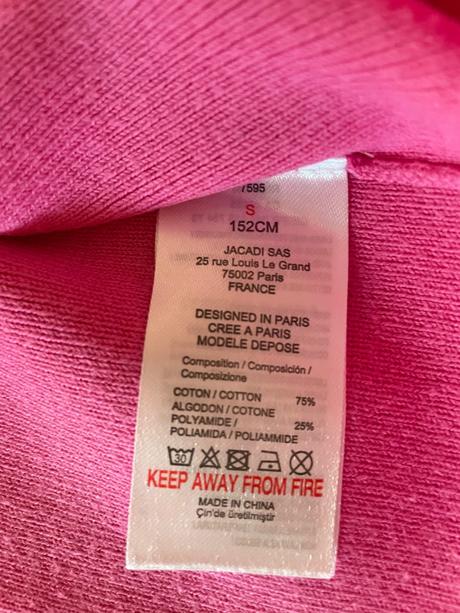 7595
S
152CM
JACADI SAS
25 rue Louis Le Grand
75002 Paris
FRANCE
DESIGNED IN PARIS
CREE A PARIS
MODELE DEPOSE
Composition / Composición /
Composizione
COTON / COTTON 75%
ALGODON / COTONE
POLYAMIDE / 25%
POLIAMIDA / POLIAMMIDE
30
KEEP AWAY FROM FIRE
MADE IN CHINA
Çin'de üretilmiştir